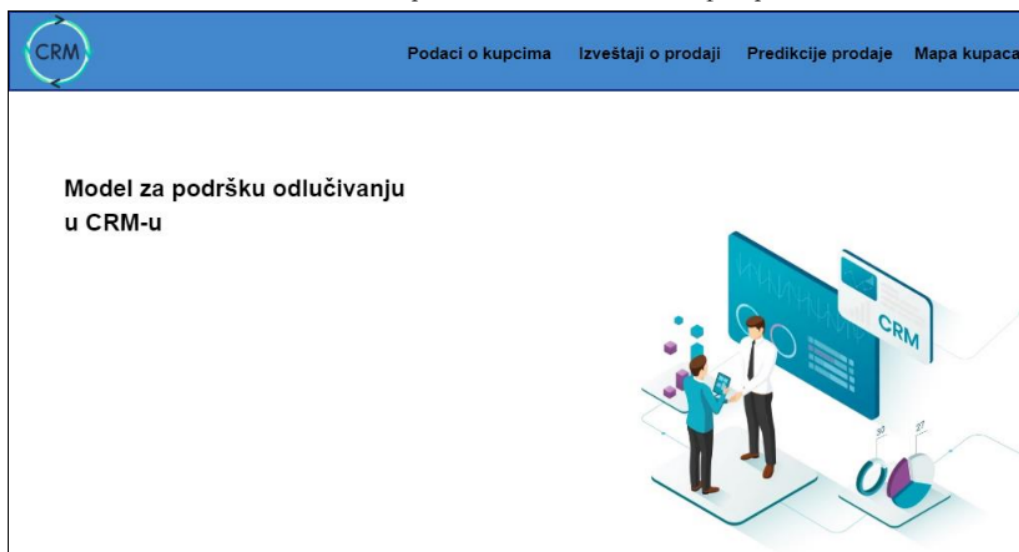 CRM
Podaci o kupcima Izveštaji o prodaji Predikcije prodaje Mapa kupaca
Model za podršku odlučivanju
u CRM-u
CRM
30
27